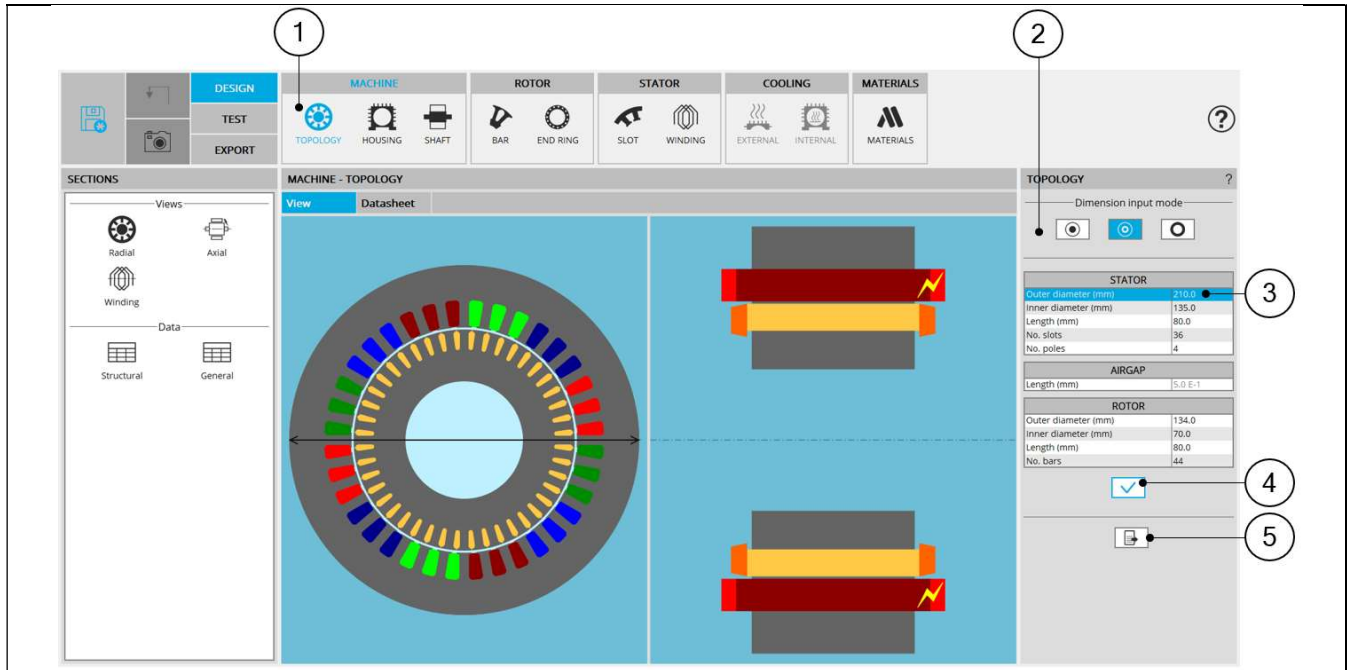 1
2
DESIGN
TEST
EXPORT
MACHINE
TOPOLOGY
HOUSING
SHAFT
ROTOR
BAR
END RING
STATOR
SLOT
WINDING
COOLING
EXTERNAL
INTERNAL
MATERIALS
MATERIALS
?
SECTIONS
Views
Radial
Axial
Winding
Data
Structural
General
MACHINE - TOPOLOGY
View
Datasheet
TOPOLOGY ?
Dimension input mode
STATOR
Outer diameter (mm) 210.0
Inner diameter (mm) 135.0
Length (mm) 80.0
No. slots 36
No. poles 4
AIRGAP
Length (mm) 5.0 E-1
ROTOR
Outer diameter (mm) 134.0
Inner diameter (mm) 70.0
Length (mm) 80.0
No. bars 44
3
4
5